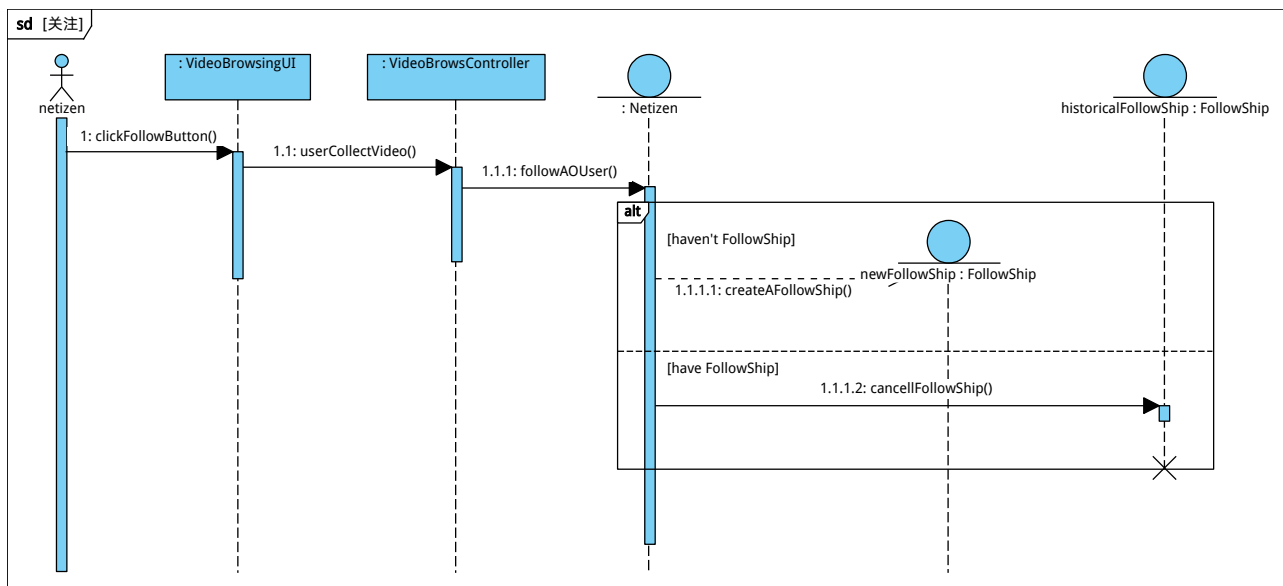 sd [关注]
: VideoBrowsingUI
: VideoBrowsController
netizen
: Netizen
historicalFollowShip : FollowShip
1: clickFollowButton()
1.1: userCollectVideo()
1.1.1: followAOUser()
alt
[haven't FollowShip]
newFollowShip : FollowShip
1.1.1.1: createAFollowShip()
[have FollowShip]
1.1.1.2: cancellFollowShip()